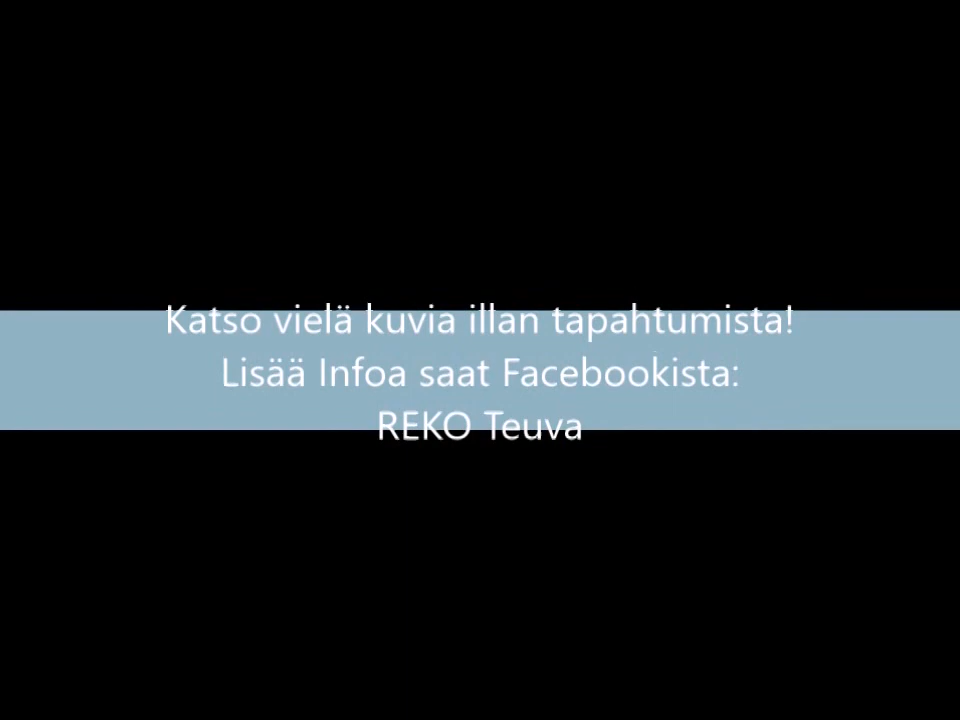 Katso vielä kuvia illan tapahtumista!
Lisää Infoa saat Facebookista:
REKO Teuva